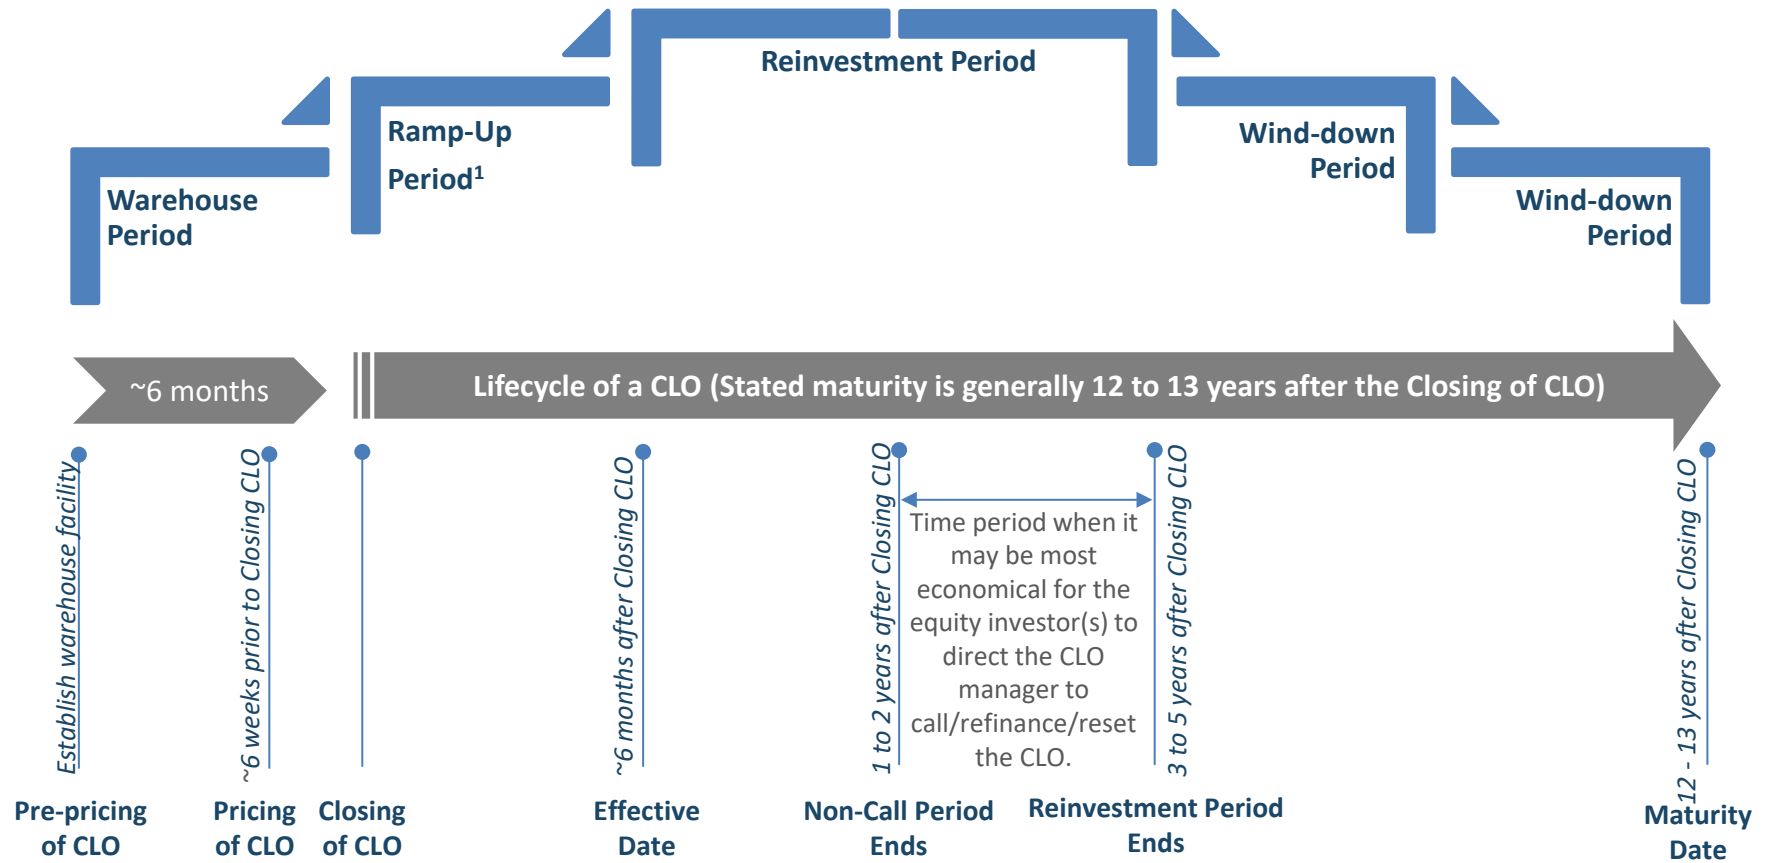 Reinvestment Period
Ramp-Up
Period¹
Wind-down
Period
Warehouse
Period
Wind-down
Period
~6 months
Lifecycle of a CLO (Stated maturity is generally 12 to 13 years after the Closing of CLO)
Establish warehouse facility
~6 weeks prior to Closing CLO
~6 months after Closing CLO
1 to 2 years after Closing CLO
Time period when it
may be most
economical for the
equity investor(s) to
direct the CLO
manager to
call/refinance/reset
the CLO.
3 to 5 years after Closing CLO
12 - 13 years after Closing CLO
Pre-pricing
of CLO
Pricing
of CLO
Closing
of CLO
Effective
Date
Non-Call Period
Ends
Reinvestment Period
Ends
Maturity
Date